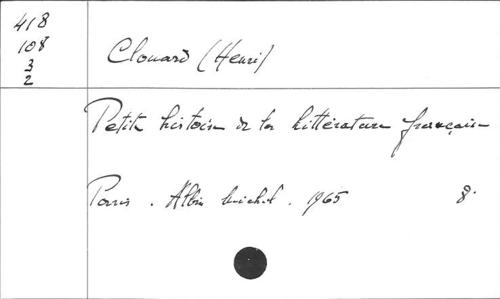 418
108
3
2
Clouard (Henri)
Petite histoire de la littérature française
Paris. Albin Michel. 1965 8.